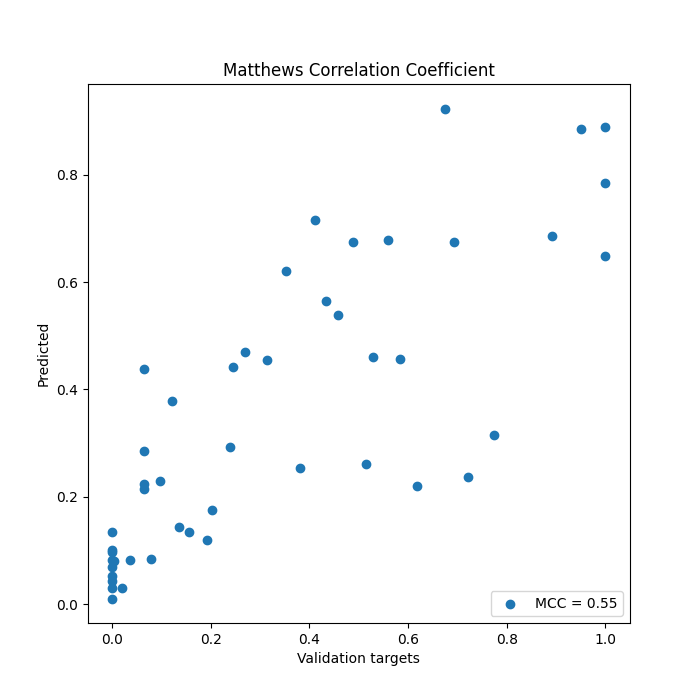 Matthews Correlation Coefficient
Predicted
0.8
0.6
0.4
0.2
0.0
MCC = 0.55
0.0 0.2 0.4 0.6 0.8 1.0
Validation targets